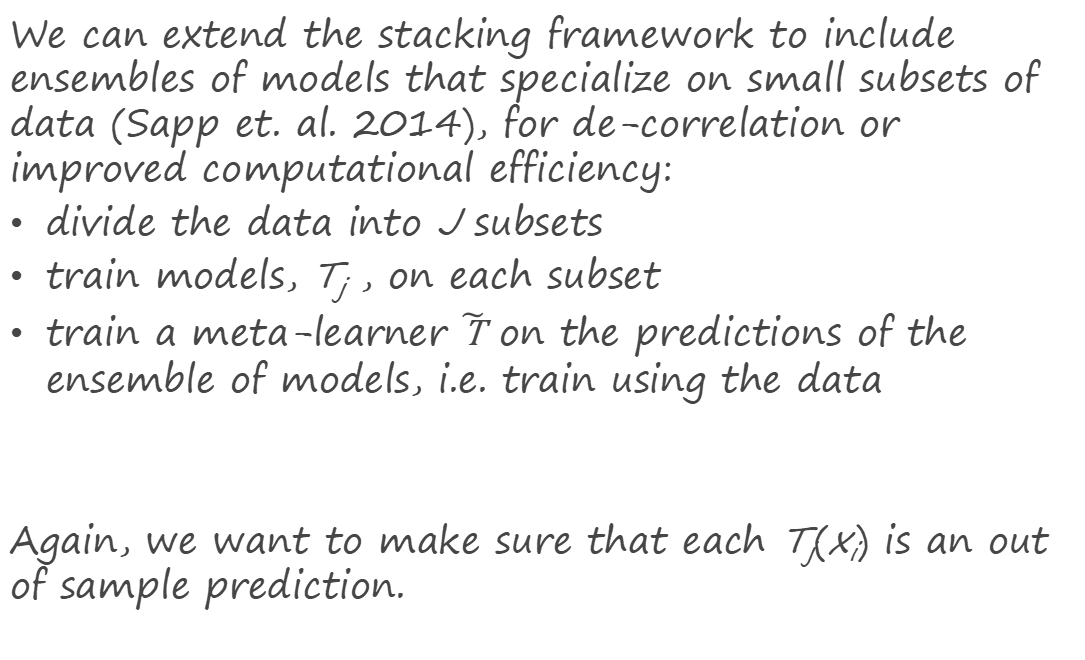 We can extend the stacking framework to include
ensembles of models that specialize on small subsets of
data (Sapp et. al. 2014), for de-correlation or
improved computational efficiency:
• divide the data into J subsets
• train models, Tj , on each subset
• train a meta-learner T̃ on the predictions of the
ensemble of models, i.e. train using the data
Again, we want to make sure that each Tj(xi) is an out
of sample prediction.